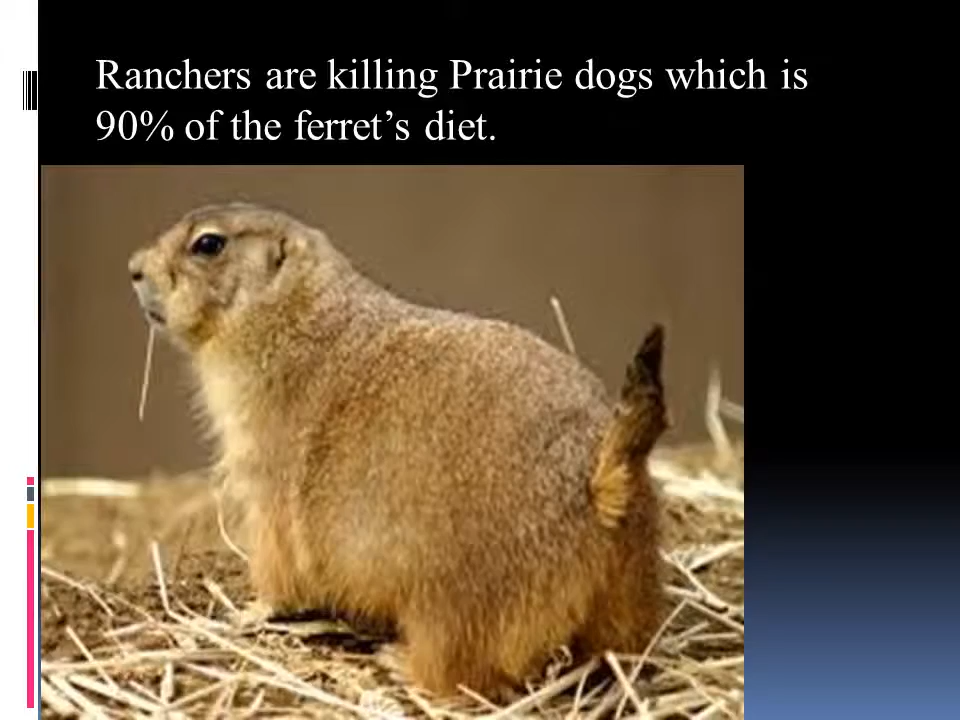 Ranchers are killing Prairie dogs which is
90% of the ferret’s diet.